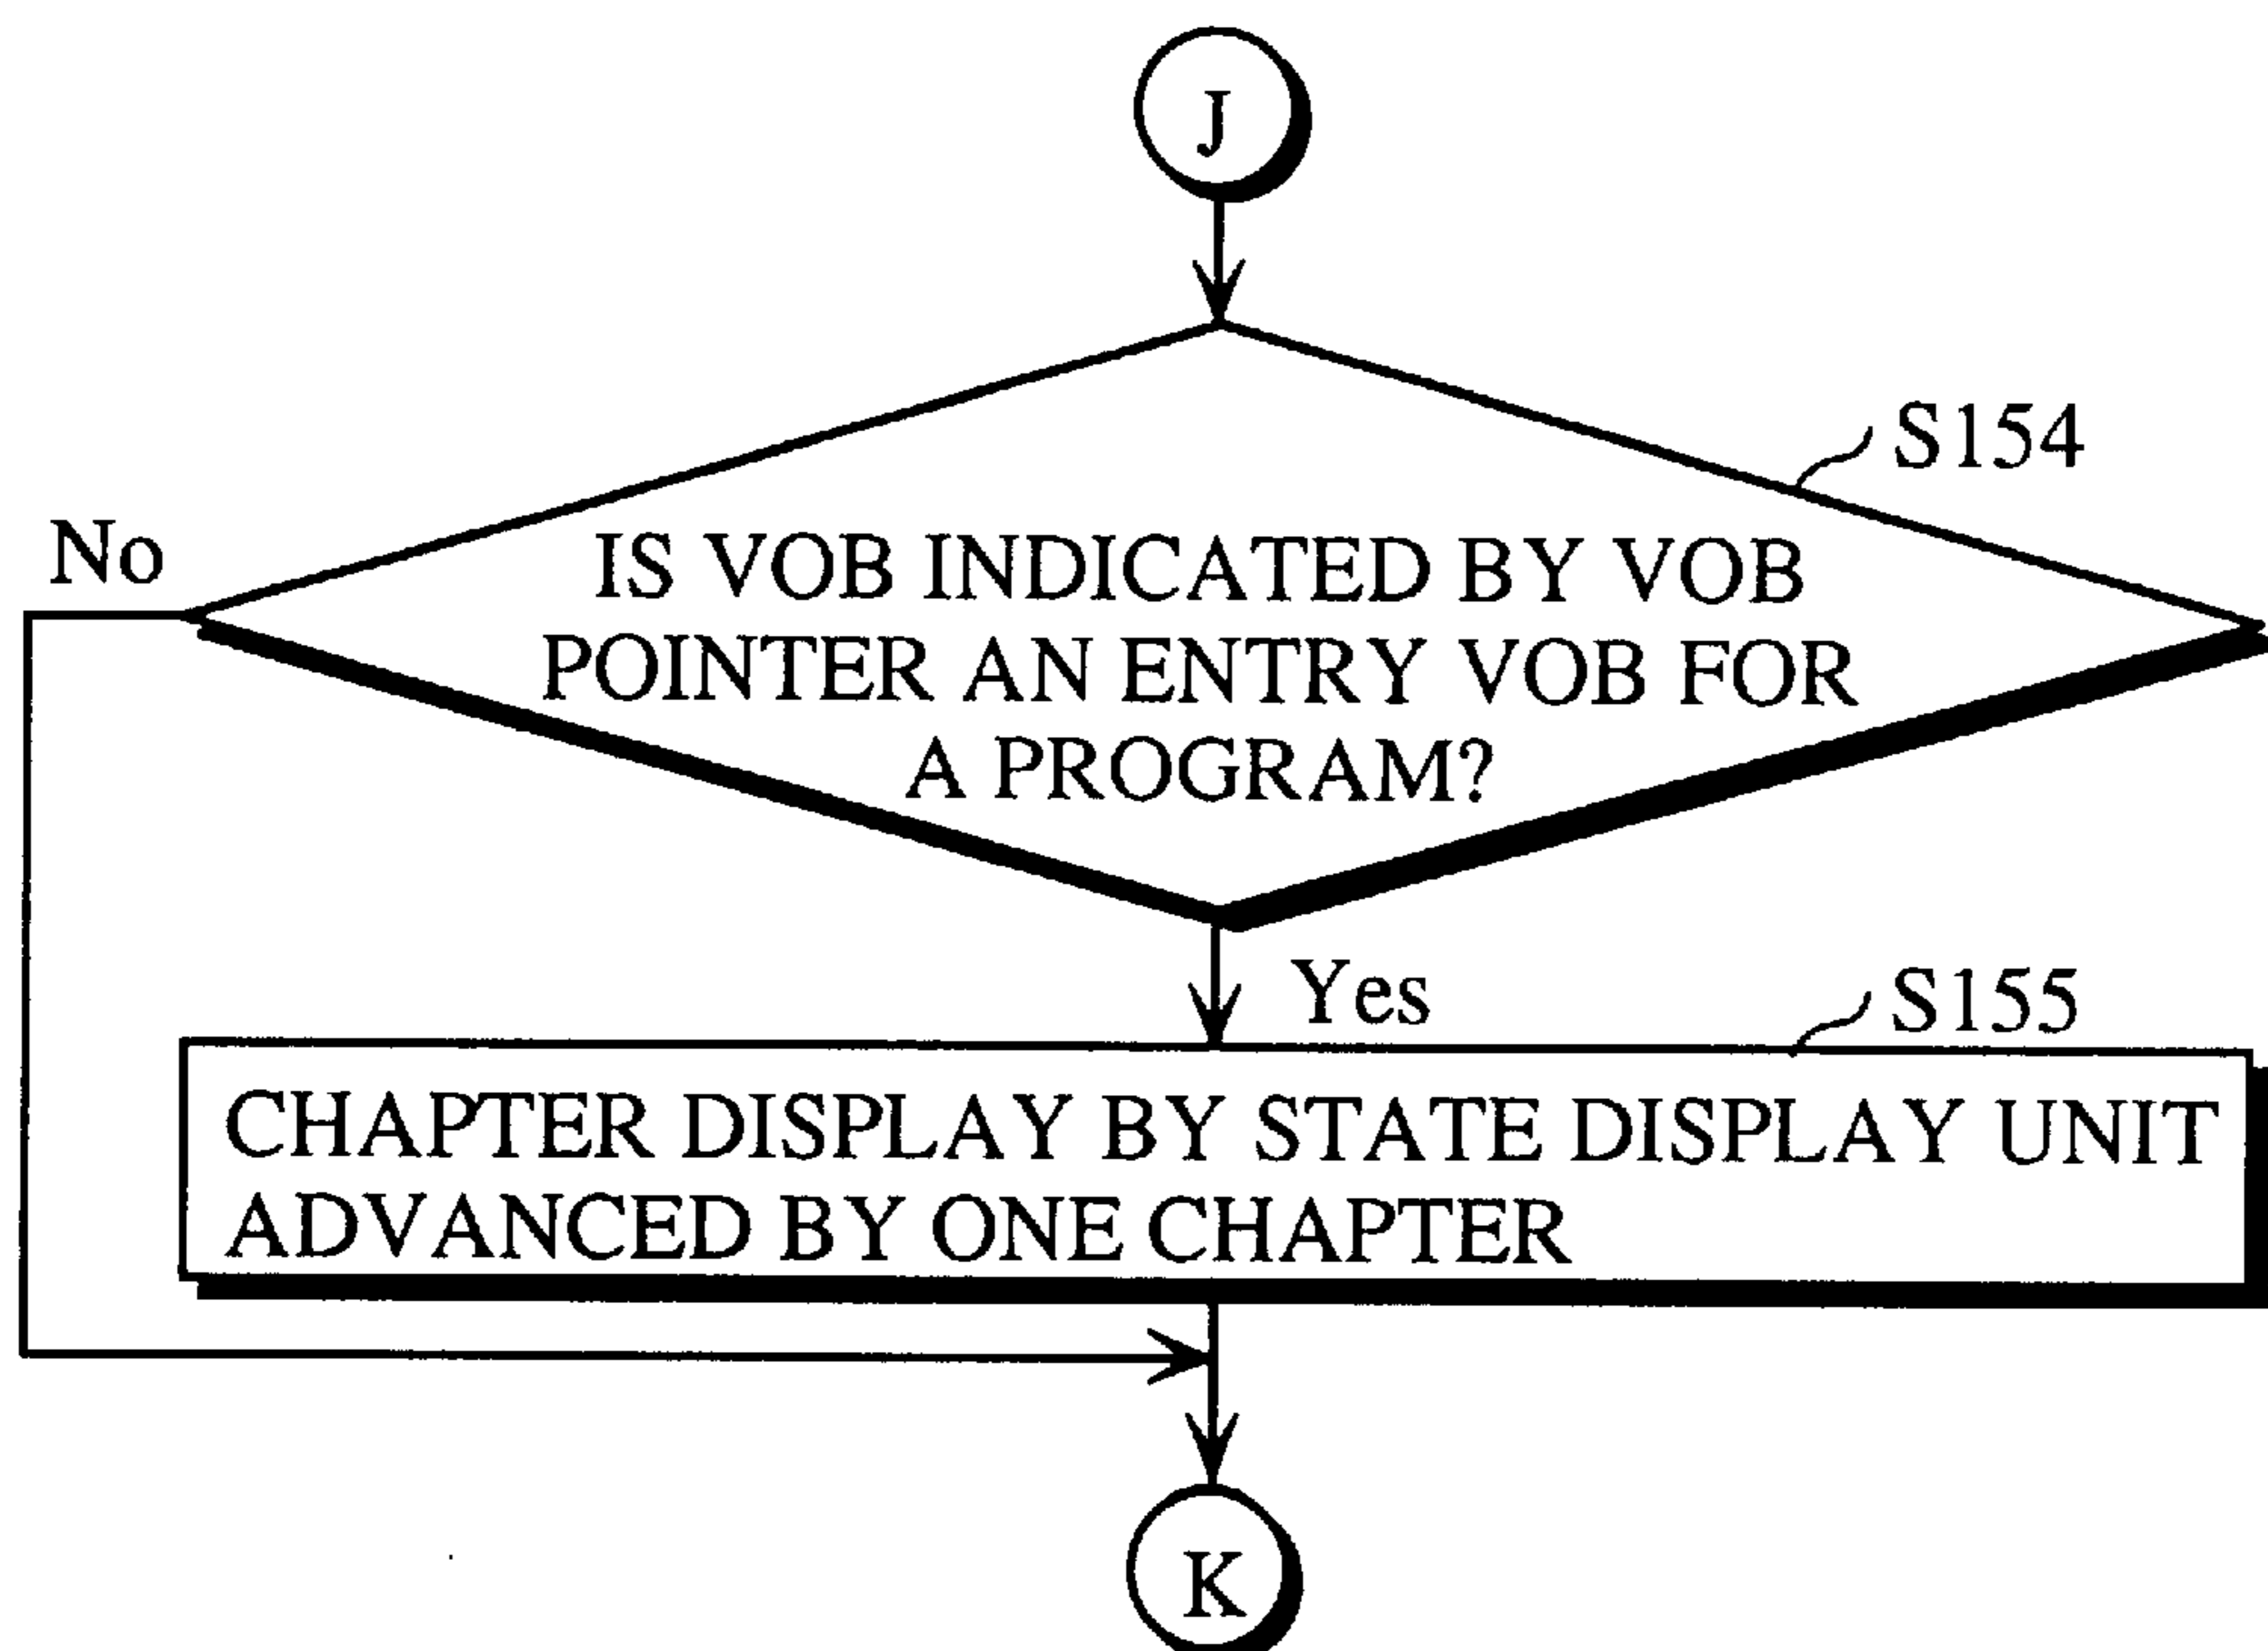 J
S154
No
IS VOB INDICATED BY VOB
POINTER AN ENTRY VOB FOR
A PROGRAM?
Yes
S155
CHAPTER DISPLAY BY STATE DISPLAY UNIT
ADVANCED BY ONE CHAPTER
K